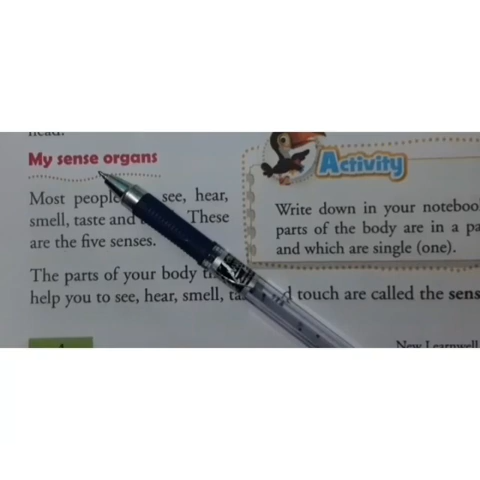 head.
My sense organs
Most people see, hear,
smell, taste and These
are the five senses.
The parts of your body
help you to see, hear, smell, touch are called the sens
Activity
Write down in your noteboo
parts of the body are in a pa
and which are single (one).
4
New Learnwell